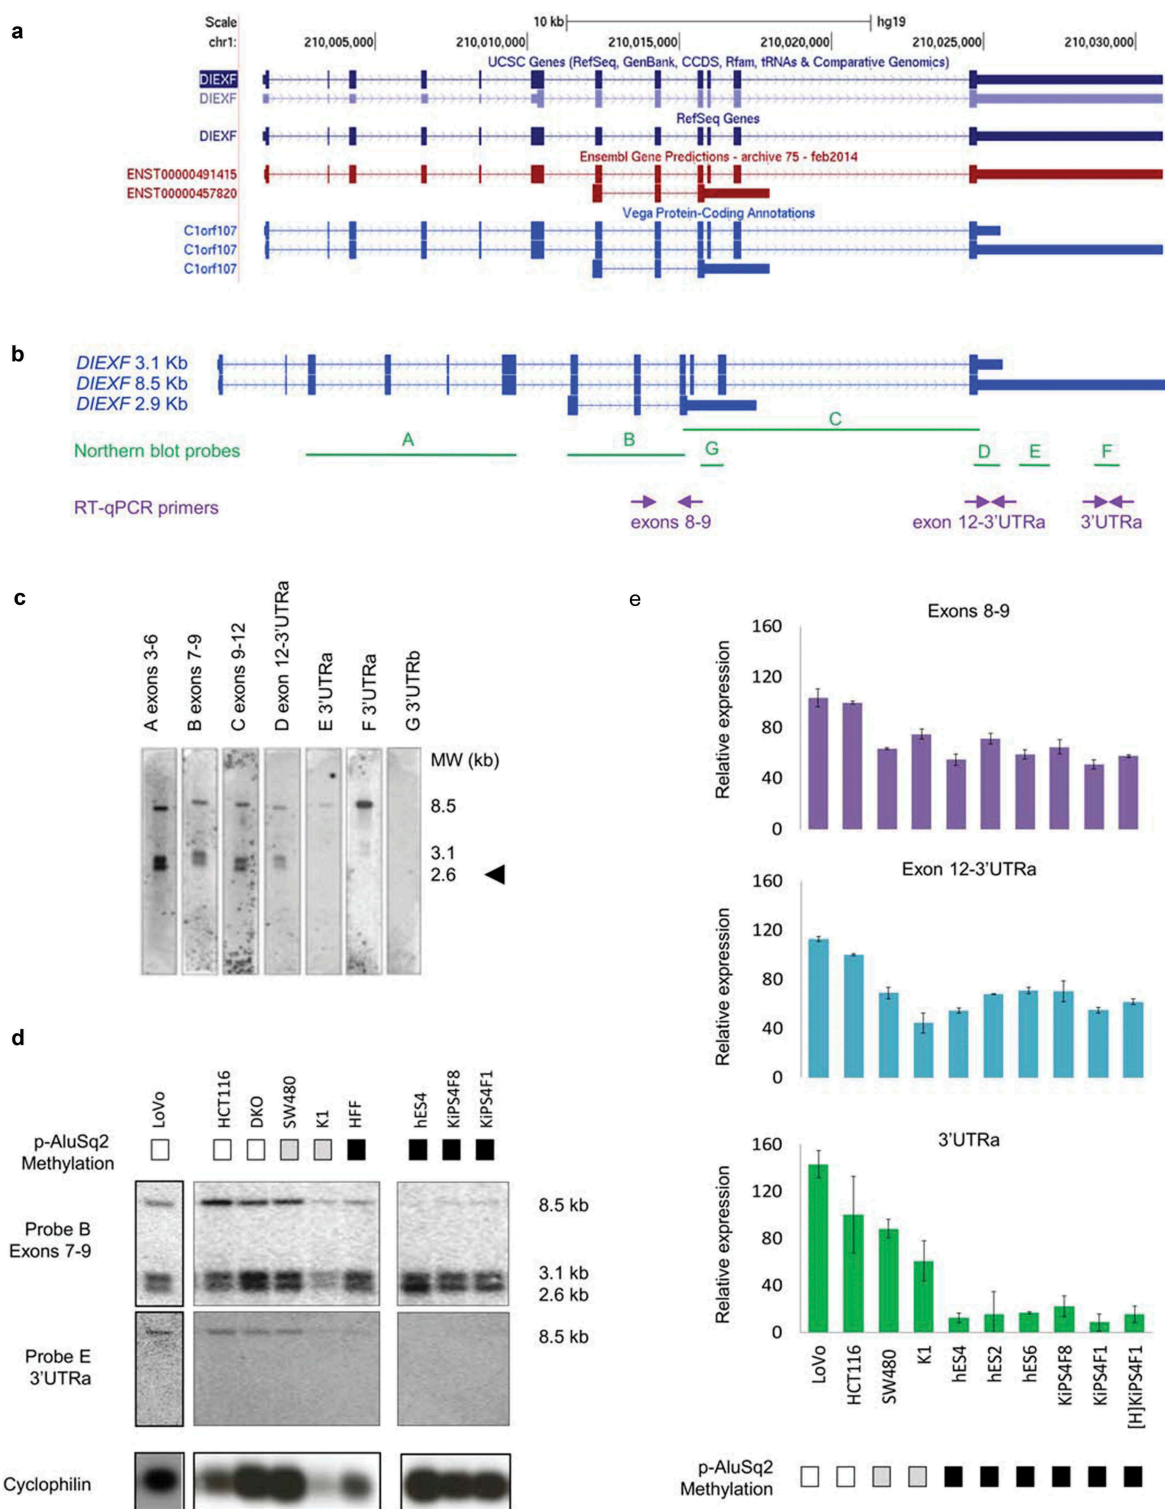 a
Scale 10 kb hg19
chr1: 210,005,000 210,010,000 210,015,000 210,020,000 210,025,000 210,030,000
UCSC Genes (RefSeq, GenBank, CCDS, Rfam, tRNAs & Comparative Genomics)
DIEXF
DIEXF
RefSeq Genes
DIEXF
Ensembl Gene Predictions - archive 75 - feb2014
ENST00000491415
ENST00000457820
Vega Protein-Coding Annotations
C1orf107
C1orf107
C1orf107
b
DIEXF 3.1 Kb
DIEXF 8.5 Kb
DIEXF 2.9 Kb
Northern blot probes A B G C D E F
RT-qPCR primers
exons 8-9 exon 12-3'UTRa 3'UTRa
c
A exons 3-6
B exons 7-9
C exons 9-12
D exon 12-3'UTRa
E 3'UTRa
F 3'UTRa
G 3'UTRb
MW (kb)
8.5
3.1
2.6
d
LoVo HCT116 DKO SW480 K1 HFF hES4 KiPS4F8 KiPS4F1
p-AluSq2
Methylation
Probe B
Exons 7-9
8.5 kb
3.1 kb
2.6 kb
Probe E
3'UTRa
8.5 kb
Cyclophilin
e
Exons 8-9
Relative expression
160
120
80
40
0
Exon 12-3'UTRa
Relative expression
160
120
80
40
0
3'UTRa
Relative expression
160
120
80
40
0
LoVo HCT116 SW480 K1 hES4 hES2 hES6 KiPS4F8 KiPS4F1 [H]KiPS4F1
p-AluSq2
Methylation